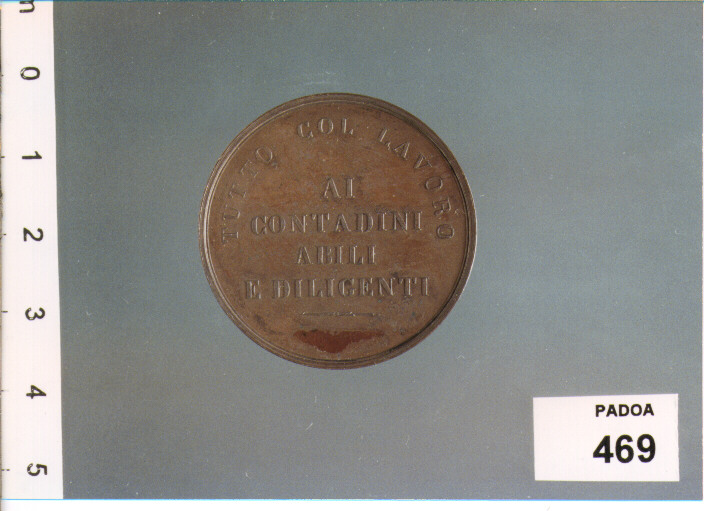 TUTTO COL LAVORO
AI
CONTADINI
ABILI
E DILIGENTI
PADOA
469
0
1
2
3
4
5